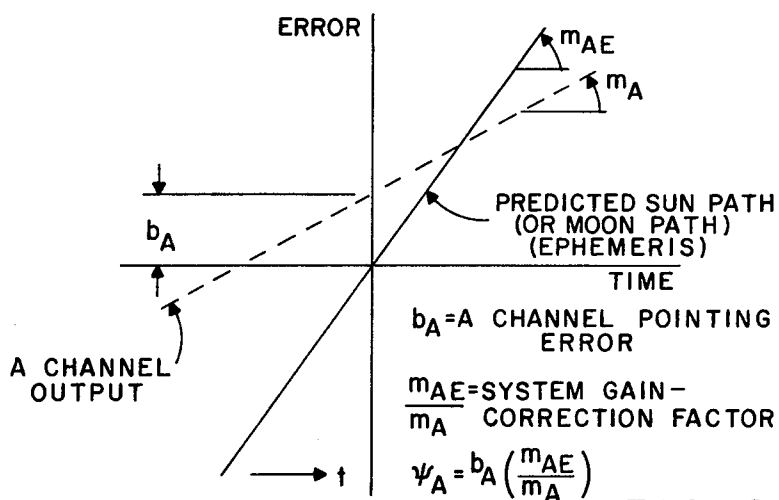 ERROR
m_AE
m_A
b_A
PREDICTED SUN PATH
(OR MOON PATH)
(EPHEMERIS)
TIME
A CHANNEL
OUTPUT
t
b_A = A CHANNEL POINTING
ERROR
m_AE/m_A = SYSTEM GAIN-
CORRECTION FACTOR
ψ_A = b_A (m_AE/m_A)